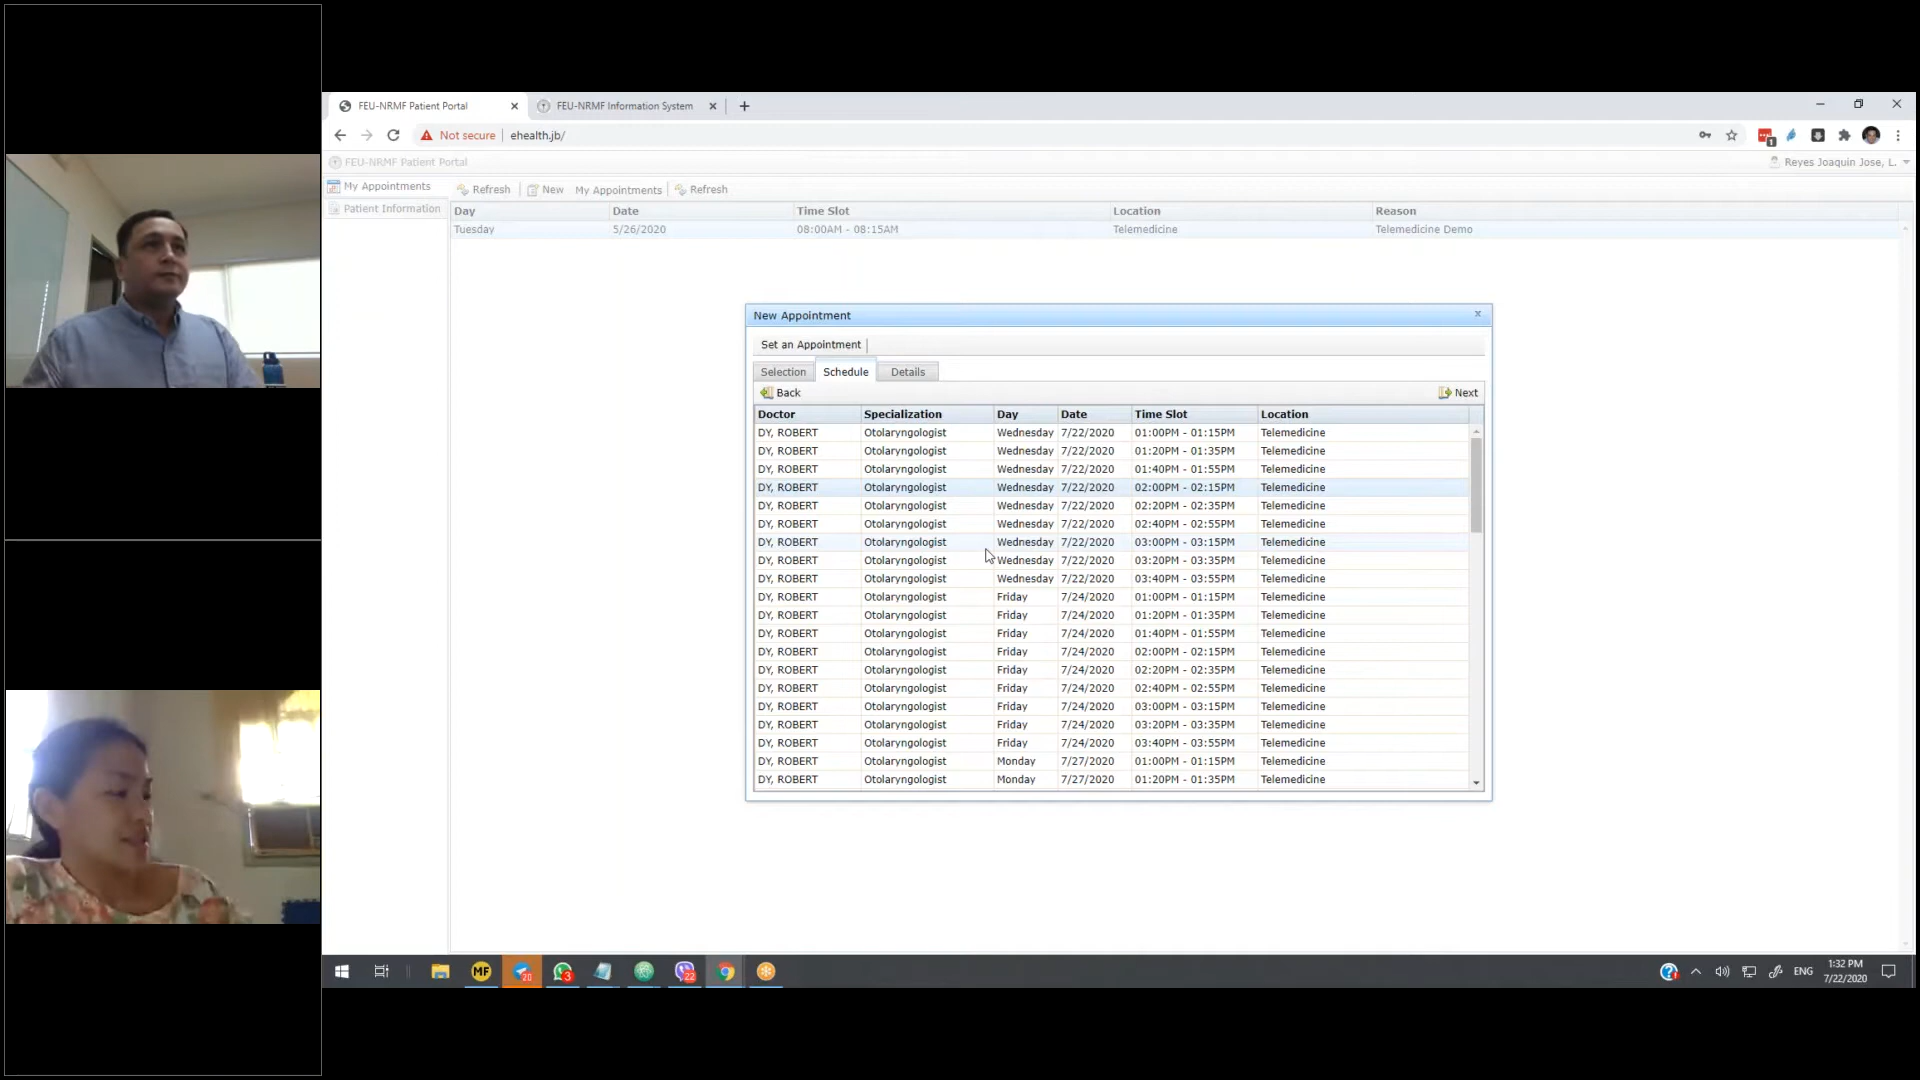 FEU-NRMF Patient Portal
FEU-NRMF Information System
Not secure ehealth.jb/
1
FEU-NRMF Patient Portal
Reyes Joaquin Jose, L.
My Appointments
Patient Information
Refresh New My Appointments Refresh
Day Date Time Slot Location Reason
Tuesday 5/26/2020 08:00AM - 08:15AM Telemedicine Telemedicine Demo
New Appointment
x
Set an Appointment
Selection Schedule Details
Back Next
Doctor Specialization Day Date Time Slot Location
DY, ROBERT Otolaryngologist Wednesday 7/22/2020 01:00PM - 01:15PM Telemedicine
DY, ROBERT Otolaryngologist Wednesday 7/22/2020 01:20PM - 01:35PM Telemedicine
DY, ROBERT Otolaryngologist Wednesday 7/22/2020 01:40PM - 01:55PM Telemedicine
DY, ROBERT Otolaryngologist Wednesday 7/22/2020 02:00PM - 02:15PM Telemedicine
DY, ROBERT Otolaryngologist Wednesday 7/22/2020 02:20PM - 02:35PM Telemedicine
DY, ROBERT Otolaryngologist Wednesday 7/22/2020 02:40PM - 02:55PM Telemedicine
DY, ROBERT Otolaryngologist Wednesday 7/22/2020 03:00PM - 03:15PM Telemedicine
DY, ROBERT Otolaryngologist Wednesday 7/22/2020 03:20PM - 03:35PM Telemedicine
DY, ROBERT Otolaryngologist Wednesday 7/22/2020 03:40PM - 03:55PM Telemedicine
DY, ROBERT Otolaryngologist Friday 7/24/2020 01:00PM - 01:15PM Telemedicine
DY, ROBERT Otolaryngologist Friday 7/24/2020 01:20PM - 01:35PM Telemedicine
DY, ROBERT Otolaryngologist Friday 7/24/2020 01:40PM - 01:55PM Telemedicine
DY, ROBERT Otolaryngologist Friday 7/24/2020 02:00PM - 02:15PM Telemedicine
DY, ROBERT Otolaryngologist Friday 7/24/2020 02:20PM - 02:35PM Telemedicine
DY, ROBERT Otolaryngologist Friday 7/24/2020 02:40PM - 02:55PM Telemedicine
DY, ROBERT Otolaryngologist Friday 7/24/2020 03:00PM - 03:15PM Telemedicine
DY, ROBERT Otolaryngologist Friday 7/24/2020 03:20PM - 03:35PM Telemedicine
DY, ROBERT Otolaryngologist Friday 7/24/2020 03:40PM - 03:55PM Telemedicine
DY, ROBERT Otolaryngologist Monday 7/27/2020 01:00PM - 01:15PM Telemedicine
DY, ROBERT Otolaryngologist Monday 7/27/2020 01:20PM - 01:35PM Telemedicine
MF 20 3 22 ENG
1:32 PM
7/22/2020